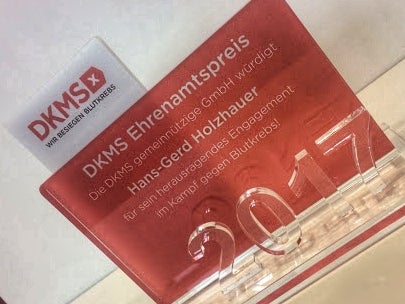 DKMS
WIR BESIEGEN BLUTKREBS
DKMS Ehrenamtspreis
Die DKMS gemeinnützige GmbH würdigt
Hans-Gerd Holzhauer
für sein herausragendes Engagement
im Kampf gegen Blutkrebs!
2017